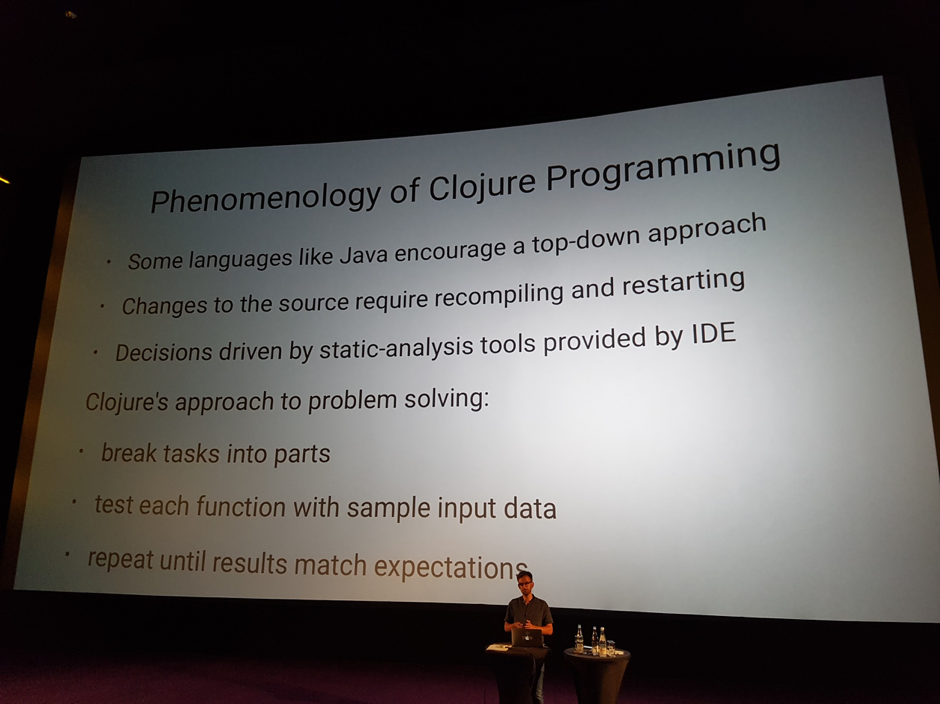 Phenomenology of Clojure Programming
· Some languages like Java encourage a top-down approach
· Changes to the source require recompiling and restarting
· Decisions driven by static-analysis tools provided by IDE
Clojure's approach to problem solving:
· break tasks into parts
· test each function with sample input data
· repeat until results match expectations